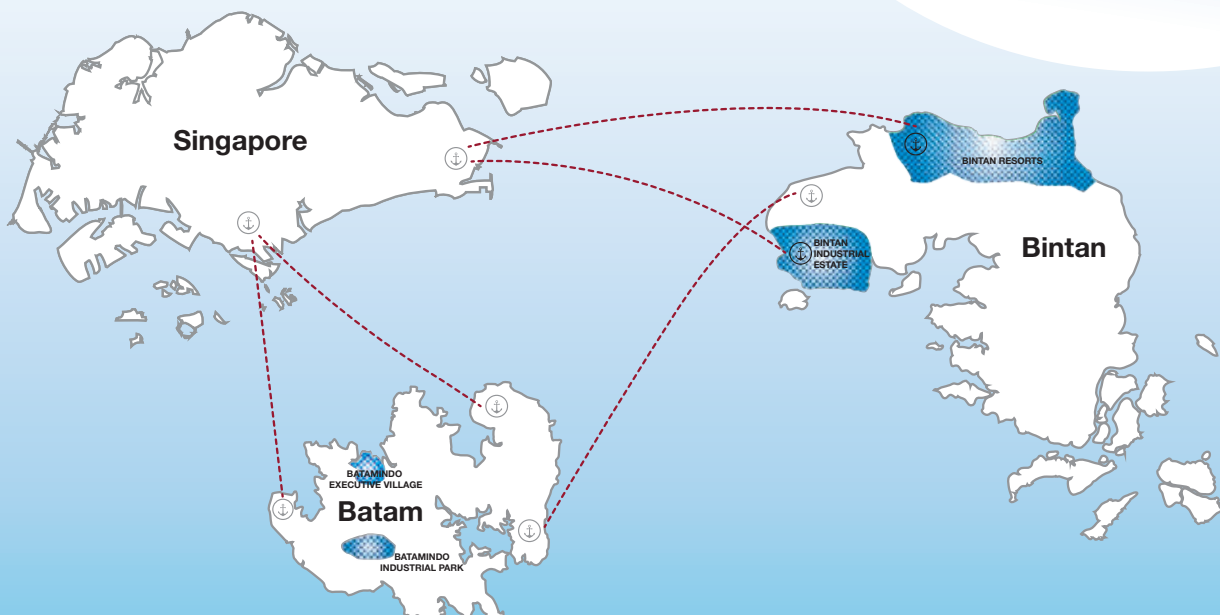 Singapore
BINTAN RESORTS
Bintan
BINTAN
INDUSTRIAL
ESTATE
BATAMINDO
EXECUTIVE VILLAGE
Batam
BATAMINDO
INDUSTRIAL PARK